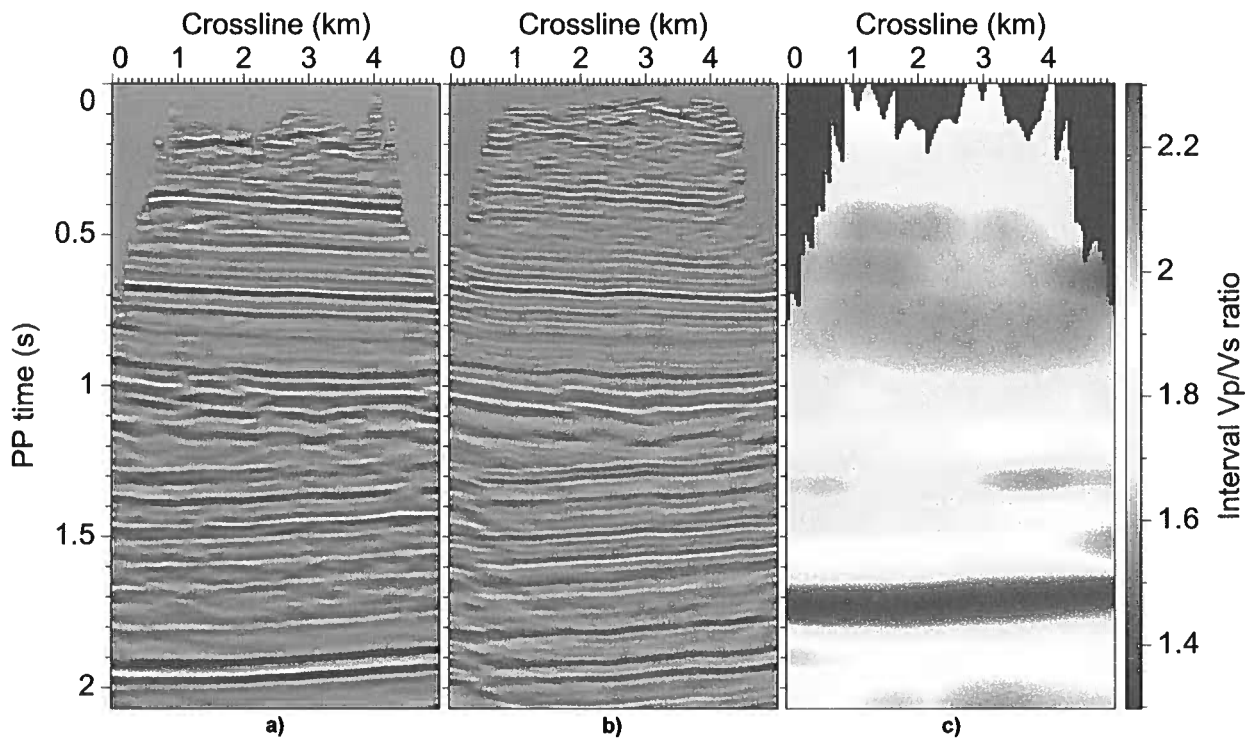 Crossline (km) Crossline (km) Crossline (km)
0 1 2 3 4 0 1 2 3 4 0 1 2 3 4
0
0.5
1
1.5
2
PP time (s)
2.2
2
1.8
1.6
1.4
Interval Vp/Vs ratio
a) b) c)